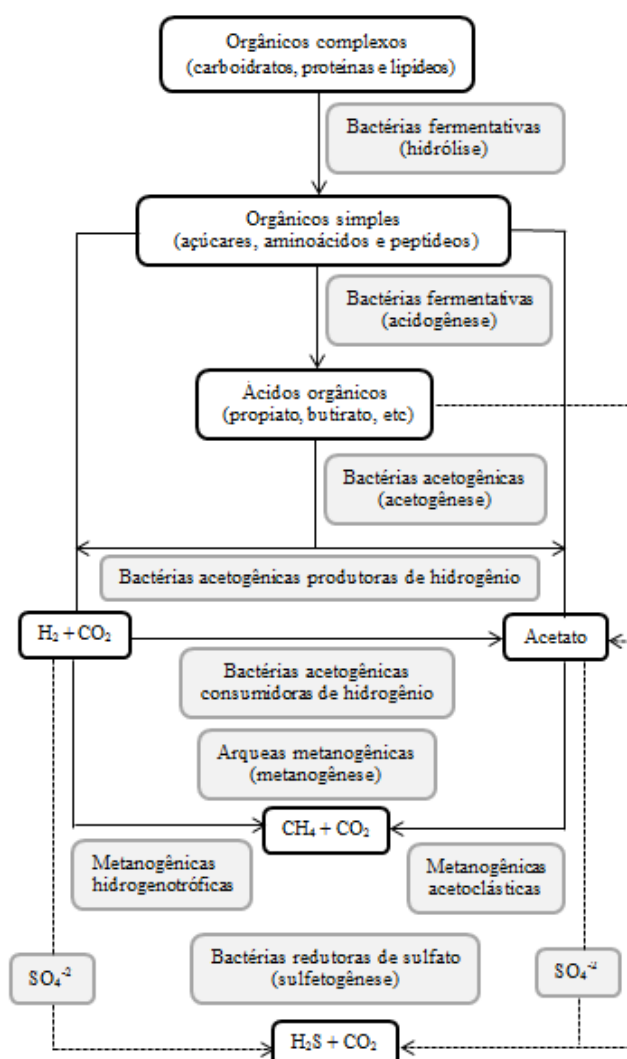 Orgânicos complexos
(carboidratos, proteínas e lipídeos)
Bactérias fermentativas
(hidrólise)
Orgânicos simples
(açúcares, aminoácidos e peptídeos)
Bactérias fermentativas
(acidogênese)
Ácidos orgânicos
(propiato, butirato, etc)
Bactérias acetogênicas
(acetogênese)
Bactérias acetogênicas produtoras de hidrogênio
H₂ + CO₂
Acetato
Bactérias acetogênicas
consumidoras de hidrogênio
Arqueas metanogênicas
(metanogênese)
CH₄ + CO₂
Metanogênicas
hidrogenotróficas
Metanogênicas
acetoclásticas
Bactérias redutoras de sulfato
(sulfetogênese)
SO₄⁻²
SO₄⁻²
H₂S + CO₂